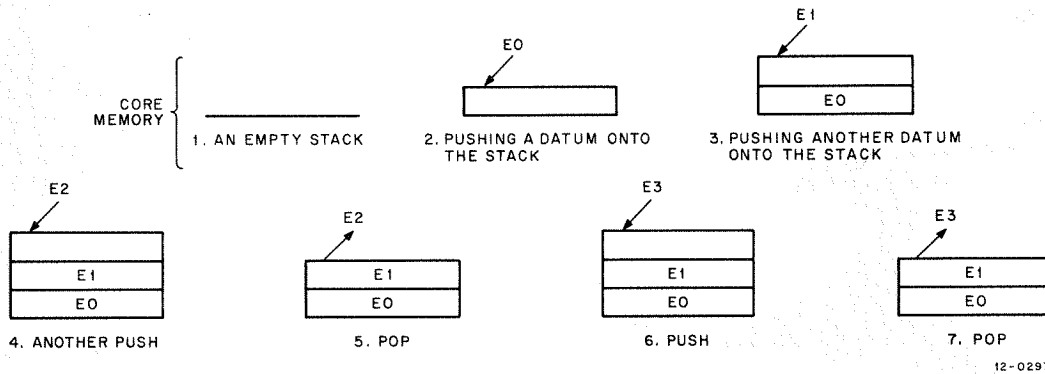 CORE
MEMORY
1. AN EMPTY STACK
E0
2. PUSHING A DATUM ONTO
THE STACK
E1
E0
3. PUSHING ANOTHER DATUM
ONTO THE STACK
E2
E1
E0
4. ANOTHER PUSH
E2
E1
E0
5. POP
E3
E1
E0
6. PUSH
E3
E1
E0
7. POP